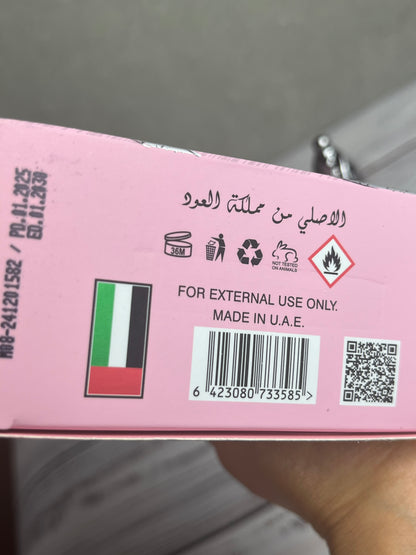 الاصلي من مملكة العود
36M
NOT TESTED
ON ANIMALS
FOR EXTERNAL USE ONLY.
MADE IN U.A.E.
6 423080 733585 >
M08-241201582 / PD.01.2025
ED.01.2030